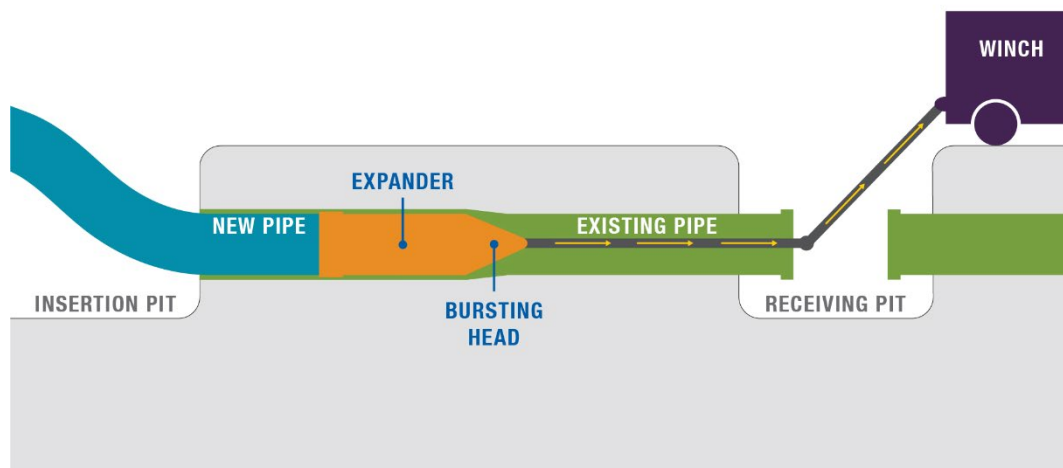 WINCH
EXPANDER
NEW PIPE
EXISTING PIPE
INSERTION PIT
BURSTING
HEAD
RECEIVING PIT